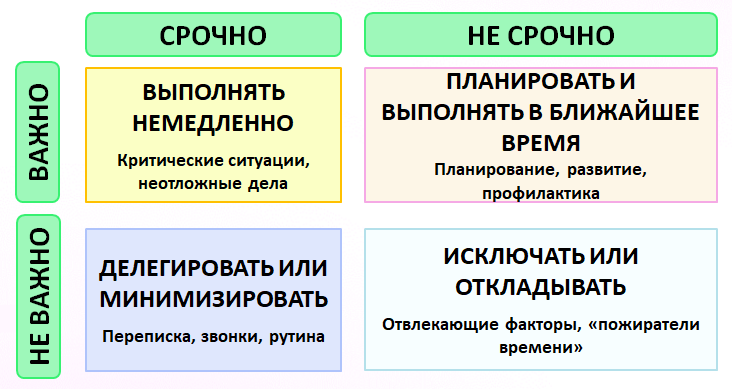 СРОЧНО
НЕ СРОЧНО
ВАЖНО
ВЫПОЛНЯТЬ
НЕМЕДЛЕННО
Критические ситуации,
неотложные дела
ПЛАНИРОВАТЬ И
ВЫПОЛНЯТЬ В БЛИЖАЙШЕЕ
ВРЕМЯ
Планирование, развитие,
профилактика
НЕ ВАЖНО
ДЕЛЕГИРОВАТЬ ИЛИ
МИНИМИЗИРОВАТЬ
Переписка, звонки, рутина
ИСКЛЮЧАТЬ ИЛИ
ОТКЛАДЫВАТЬ
Отвлекающие факторы, «пожиратели
времени»